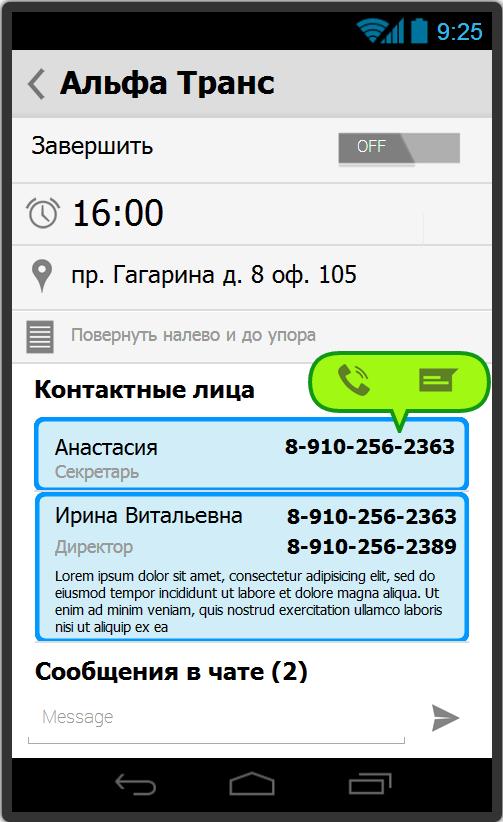 9:25
Альфа Транс
Завершить OFF
16:00
пр. Гагарина д. 8 оф. 105
Повернуть налево и до упора
Контактные лица
Анастасия 8-910-256-2363
Секретарь
Ирина Витальевна 8-910-256-2363
Директор 8-910-256-2389
Lorem ipsum dolor sit amet, consectetur adipisicing elit, sed do
eiusmod tempor incididunt ut labore et dolore magna aliqua. Ut
enim ad minim veniam, quis nostrud exercitation ullamco laboris
nisi ut aliquip ex ea
Сообщения в чате (2)
Message